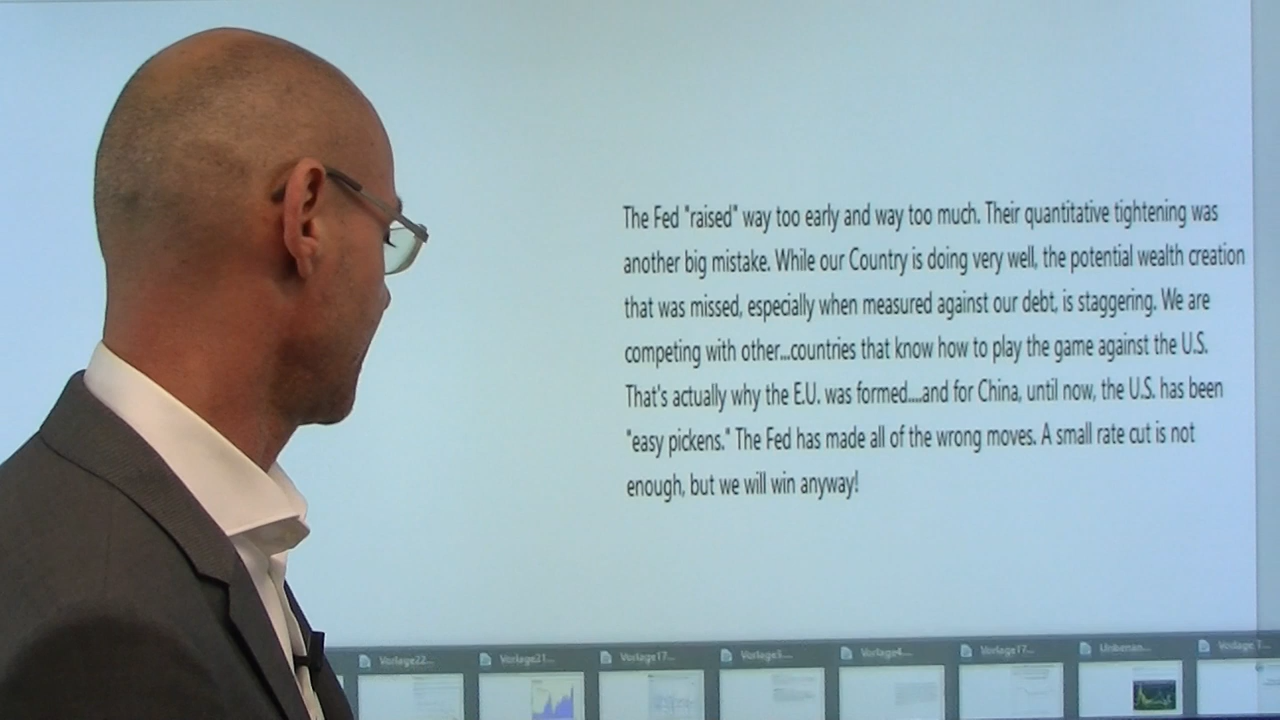 The Fed "raised" way too early and way too much. Their quantitative tightening was
another big mistake. While our Country is doing very well, the potential wealth creation
that was missed, especially when measured against our debt, is staggering. We are
competing with other...countries that know how to play the game against the U.S.
That's actually why the E.U. was formed....and for China, until now, the U.S. has been
"easy pickens." The Fed has made all of the wrong moves. A small rate cut is not
enough, but we will win anyway!
Vorlage22... Vorlage21... Vorlage17... Vorlage3.... Vorlage4.... Vorlage17... Unbenan...